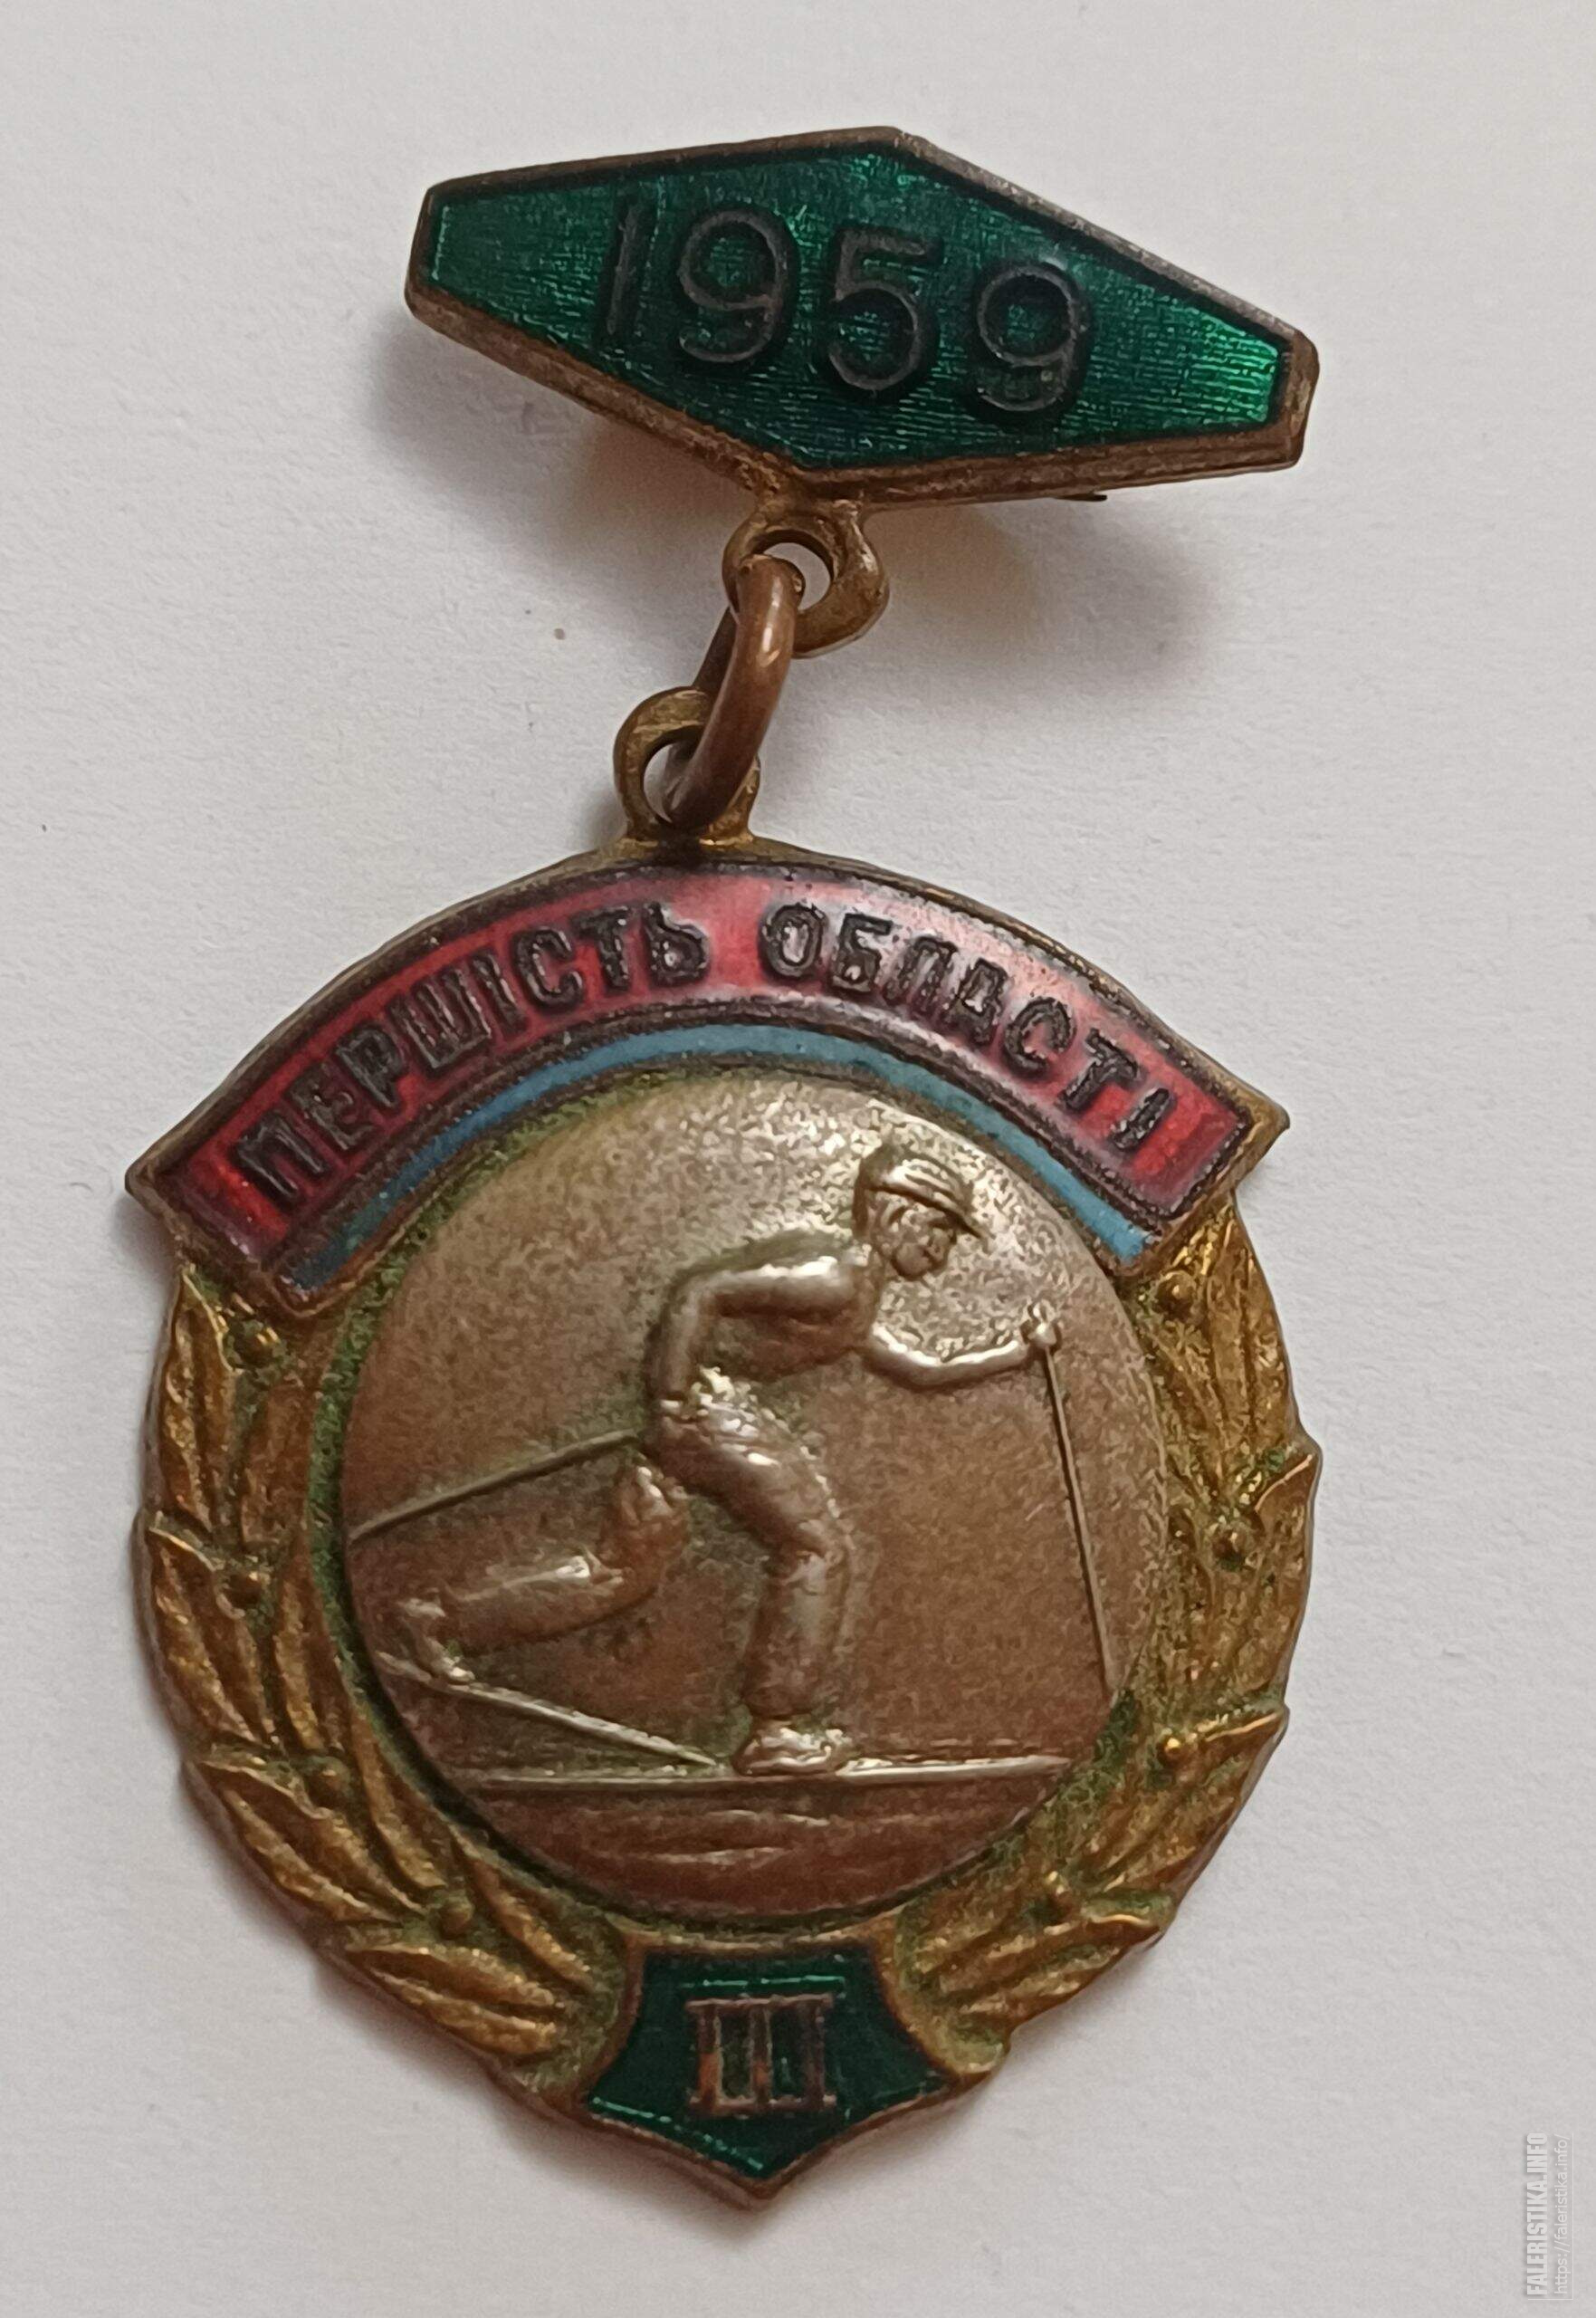 1959
ПЕРШІСТЬ ОБЛАСТІ
III
FALERISTIKA.INFO
https://faleristika.info/